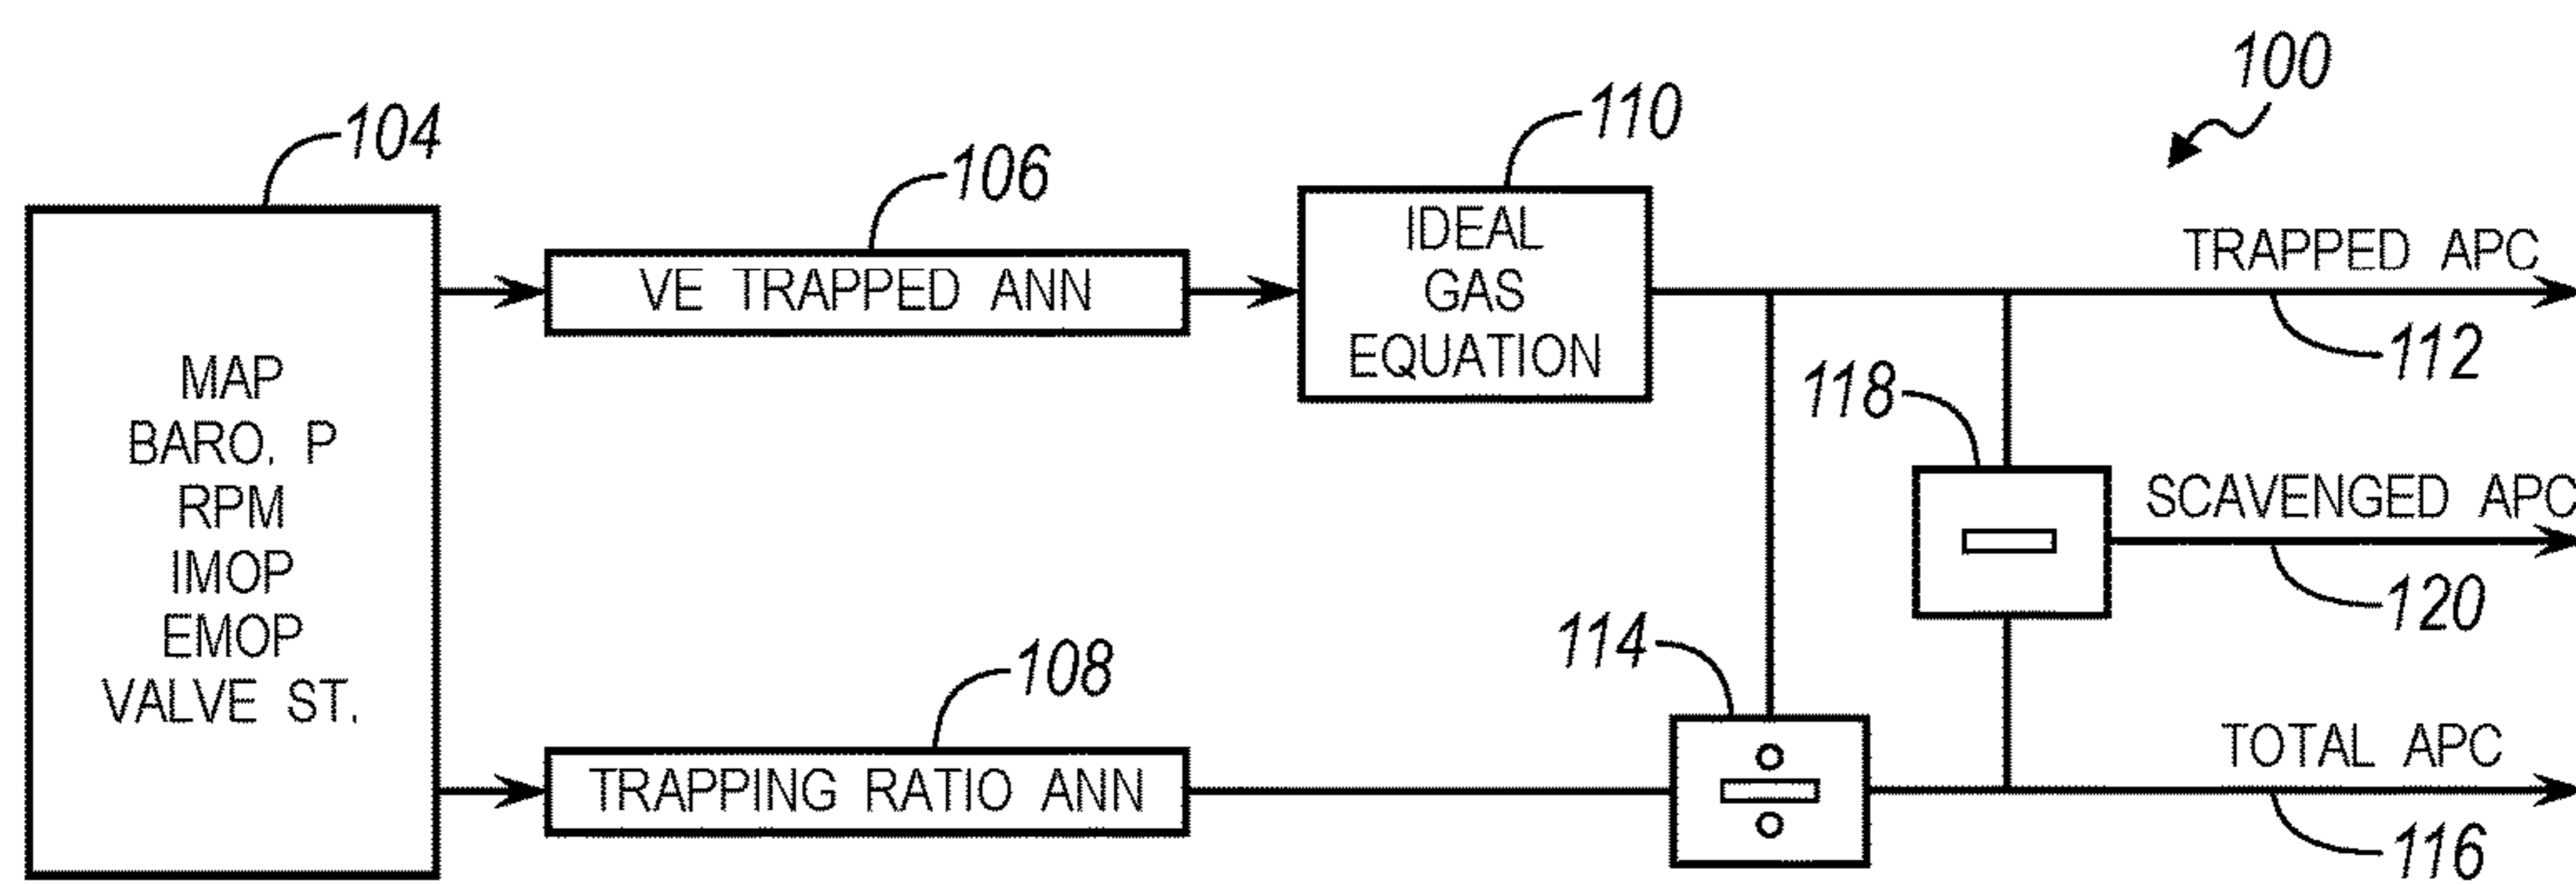 100
104
MAP
BARO. P
RPM
IMOP
EMOP
VALVE ST.
106
VE TRAPPED ANN
108
TRAPPING RATIO ANN
110
IDEAL
GAS
EQUATION
TRAPPED APC
112
118
SCAVENGED APC
120
114
TOTAL APC
116